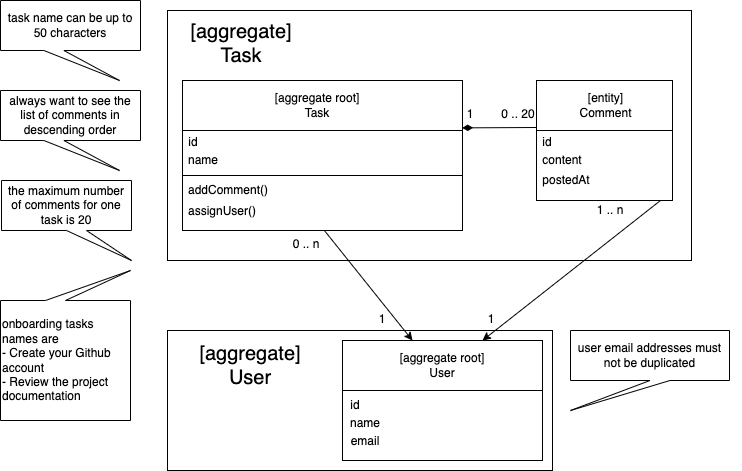 task name can be up to
50 characters
always want to see the
list of comments in
descending order
the maximum number
of comments for one
task is 20
onboarding tasks
names are
- Create your Github
account
- Review the project
documentation
[aggregate]
Task
[aggregate root]
Task
id
name
addComment()
assignUser()
1
0 .. 20
[entity]
Comment
id
content
postedAt
0 .. n
1 .. n
1
1
[aggregate]
User
[aggregate root]
User
id
name
email
user email addresses must
not be duplicated